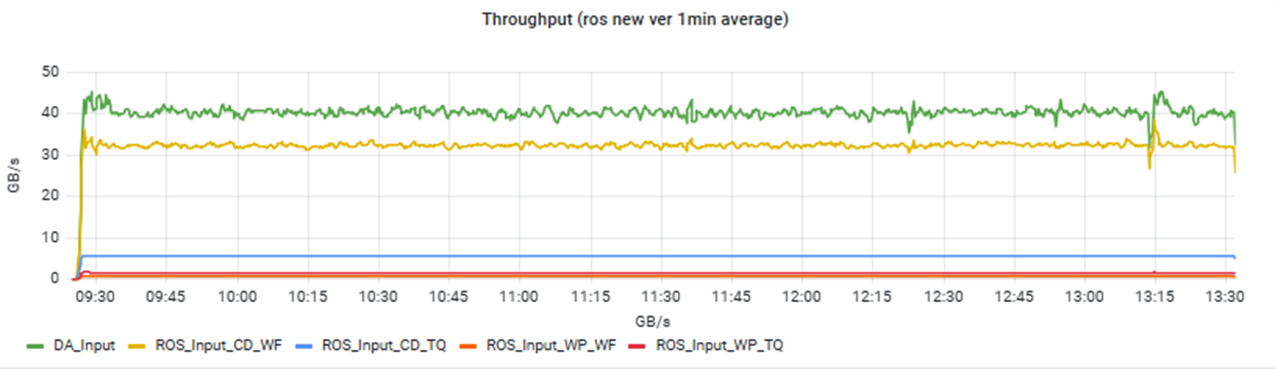 Throughput (ros new ver 1min average)
50
40
30
20
10
0
GB/s
09:30 09:45 10:00 10:15 10:30 10:45 11:00 11:15 11:30 11:45 12:00 12:15 12:30 12:45 13:00 13:15 13:30
GB/s
DA_Input ROS_Input_CD_WF ROS_Input_CD_TQ ROS_Input_WP_WF ROS_Input_WP_TQ